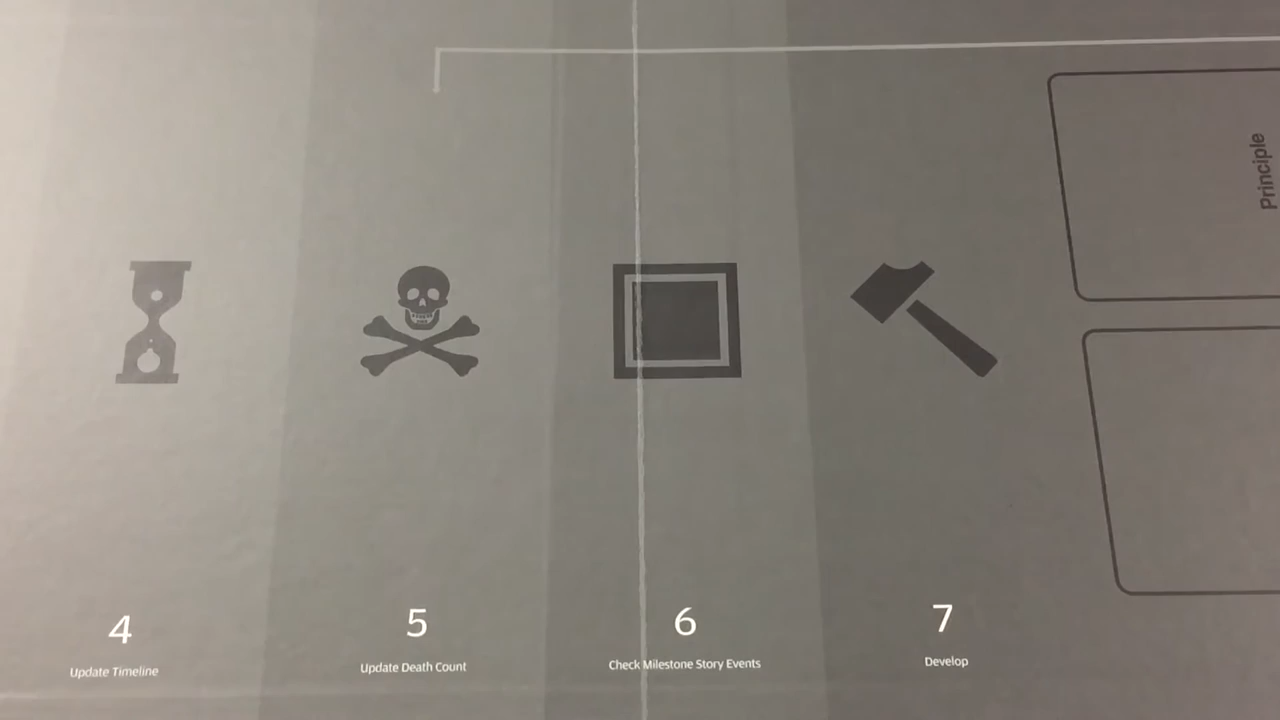 Principle
4
Update Timeline
5
Update Death Count
6
Check Milestone Story Events
7
Develop